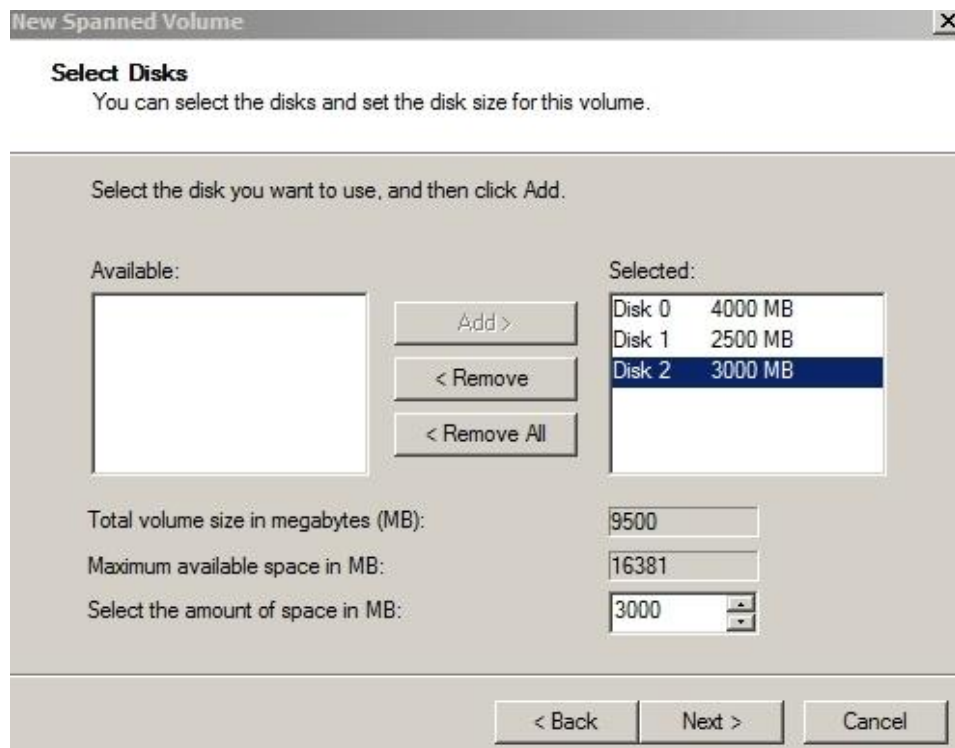 New Spanned Volume
Select Disks
You can select the disks and set the disk size for this volume.
Select the disk you want to use, and then click Add.
Available:
Selected:
Add >
< Remove
< Remove All
Disk 0 4000 MB
Disk 1 2500 MB
Disk 2 3000 MB
Total volume size in megabytes (MB): 9500
Maximum available space in MB: 16381
Select the amount of space in MB: 3000
< Back Next > Cancel